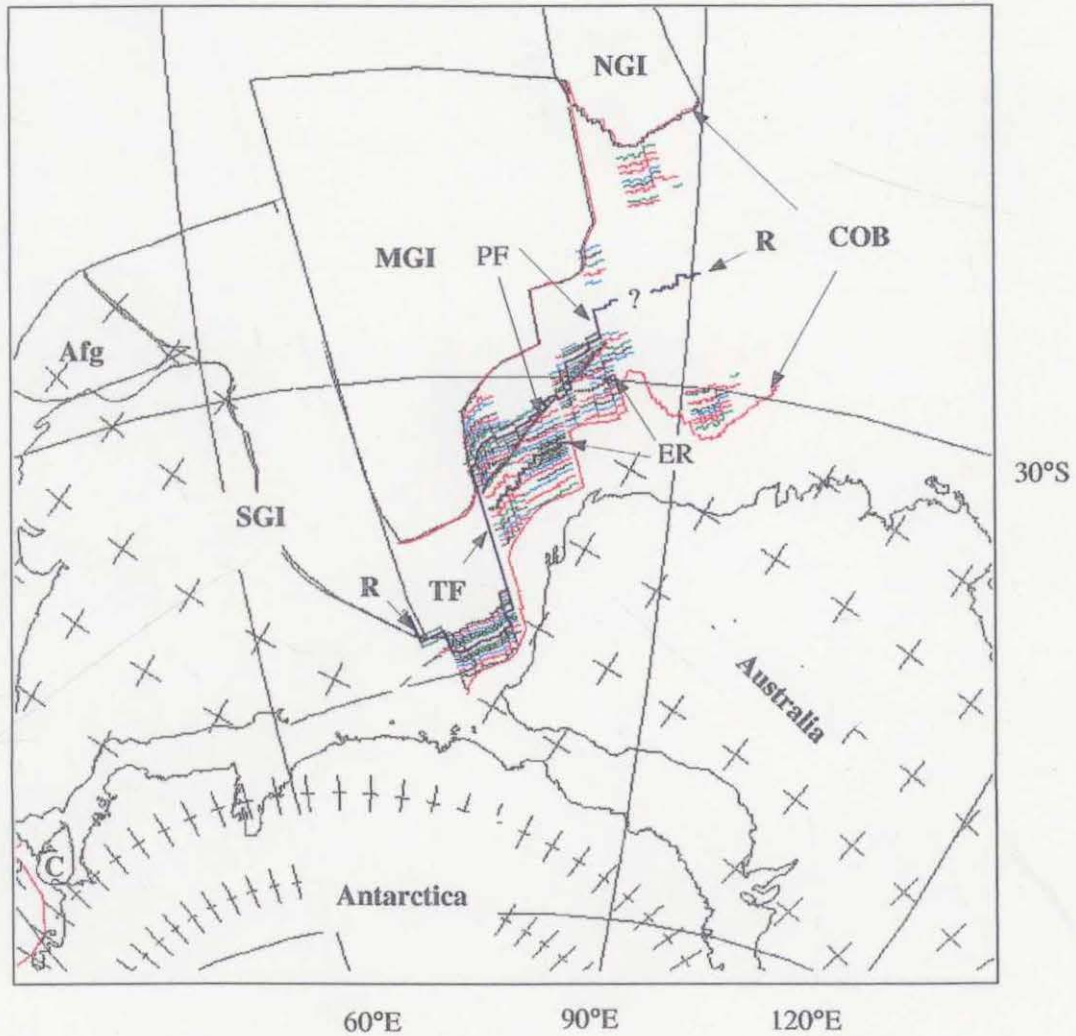 NGI
R
COB
MGI
PF
?
Afg
ER
30°S
SGI
R
TF
Australia
C
Antarctica
60°E
90°E
120°E